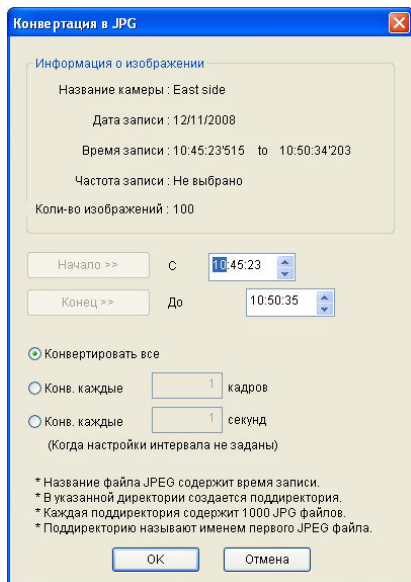 Конвертация в JPG
Информация о изображении
Название камеры : East side
Дата записи : 12/11/2008
Время записи : 10:45:23'515 to 10:50:34'203
Частота записи : Не выбрано
Коли-во изображений : 100
Начало >> С 10:45:23
Конец >> До 10:50:35
Конвертировать все
Конв. каждые 1 кадров
Конв. каждые 1 секунд
(Когда настройки интервала не заданы)
* Название файла JPEG содержит время записи.
* В указанной директории создается поддиректория.
* Каждая поддиректория содержит 1000 JPG файлов.
* Поддиректорию называют именем первого JPEG файла.
OK Отмена